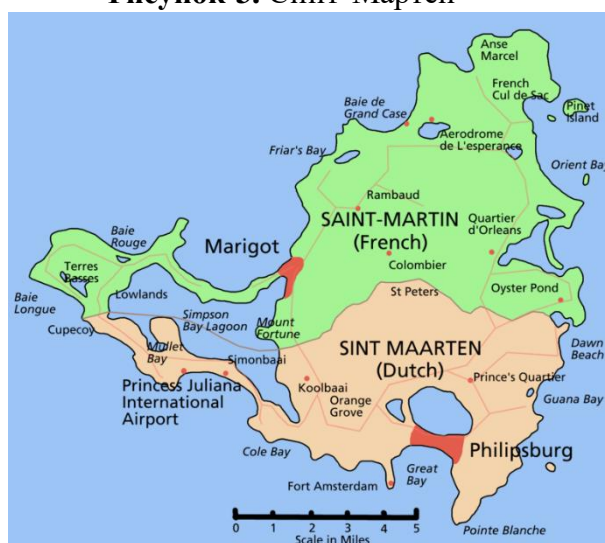 Рисунок 3. Синт-Мартен
Anse
Marcel
French
Cul de Sac
Baie de
Grand Case
Pinet
Island
Aerodrome
de L'esperance
Friar's Bay
Orient Bay
Rambaud
Baie
Rouge
Marigot
SAINT-MARTIN
(French)
Quartier
d'Orleans
Terres
Basses
Colombier
Baie
Longue
Lowlands
St Peters
Oyster Pond
Simpson
Bay Lagoon
Mount
Fortune
Cupecoy
Mullet
Bay
Simonbaai
SINT MAARTEN
(Dutch)
Dawn
Beach
Princess Juliana
International
Airport
Koolbaai
Prince's Quartier
Orange
Grove
Guana Bay
Cole Bay
Great
Bay
Philipsburg
Fort Amsterdam
0 1 2 3 4 5
Scale in Miles
Pointe Blanche